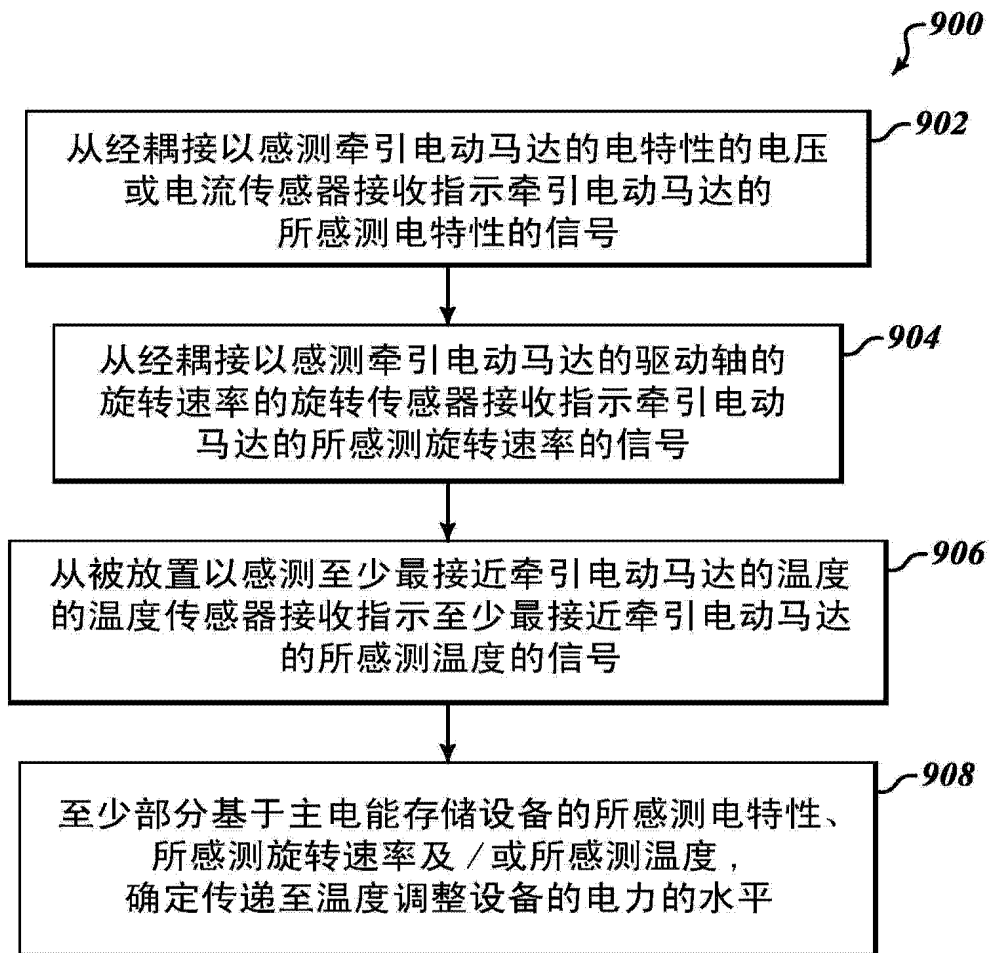 900
902
从经耦接以感测牵引电动马达的电特性的电压
或电流传感器接收指示牵引电动马达的
所感测电特性的信号
904
从经耦接以感测牵引电动马达的驱动轴的
旋转速率的旋转传感器接收指示牵引电动
马达的所感测旋转速率的信号
906
从被放置以感测至少最接近牵引电动马达的温度
的温度传感器接收指示至少最接近牵引电动马达
的所感测温度的信号
908
至少部分基于主电能存储设备的所感测电特性、
所感测旋转速率及/或所感测温度,
确定传递至温度调整设备的电力的水平